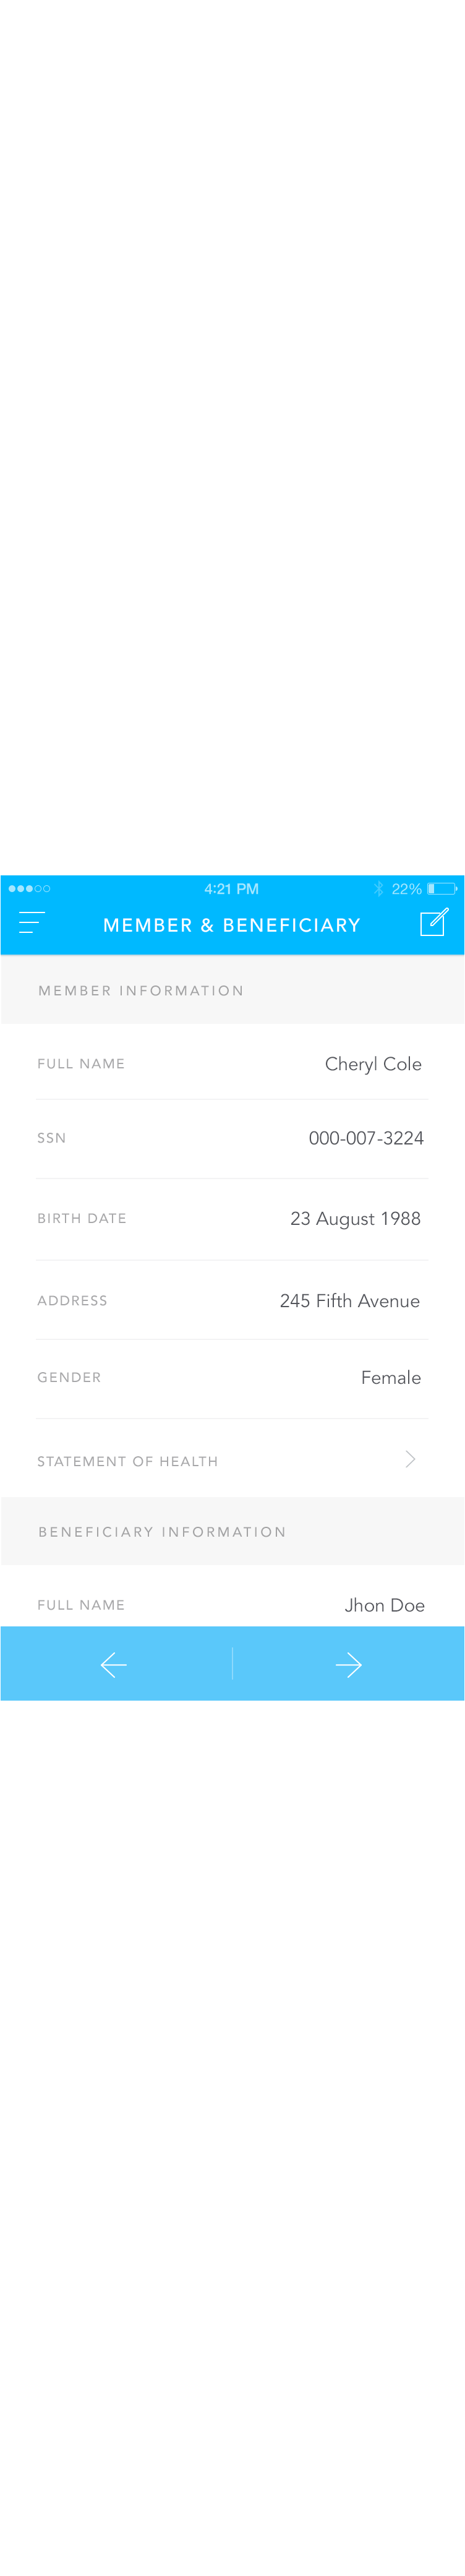 4:21 PM 22%
MEMBER & BENEFICIARY
MEMBER INFORMATION
FULL NAME Cheryl Cole
SSN 000-007-3224
BIRTH DATE 23 August 1988
ADDRESS 245 Fifth Avenue
GENDER Female
STATEMENT OF HEALTH
BENEFICIARY INFORMATION
FULL NAME Jhon Doe